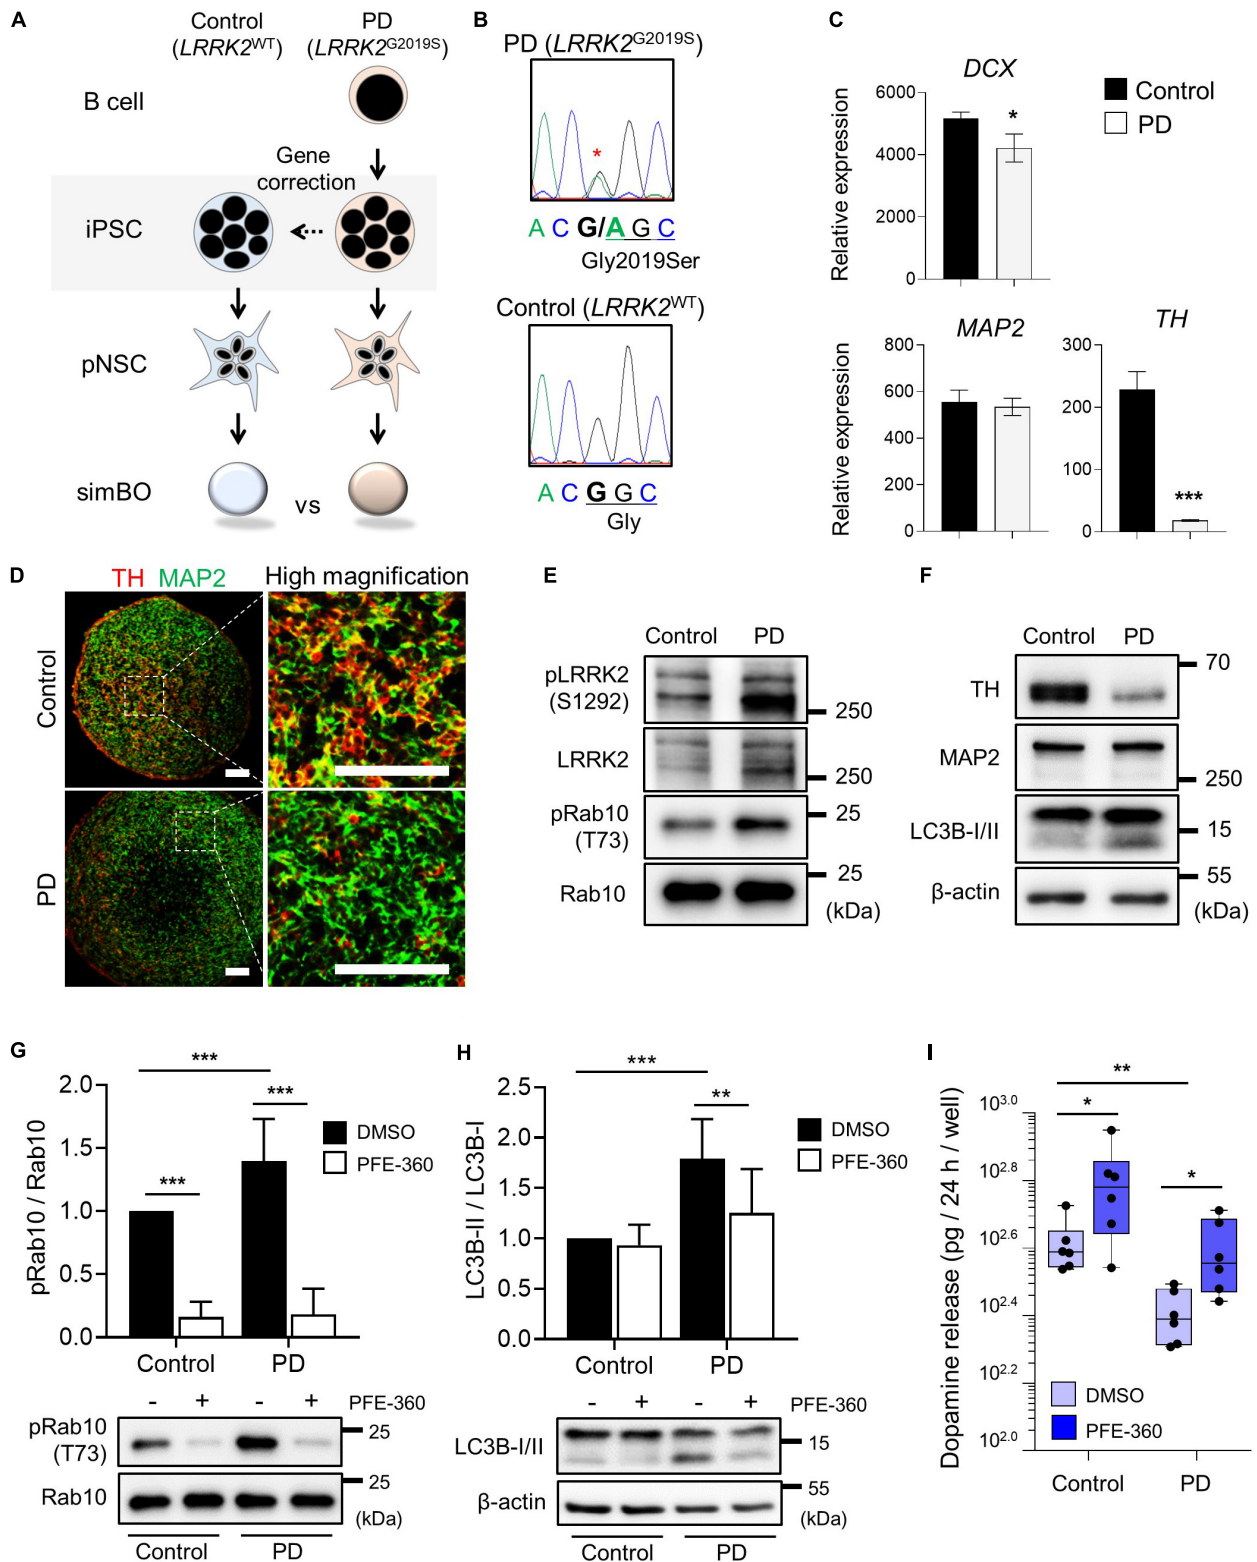 A
Control
(LRRK2WT)
PD
(LRRK2G2019S)
B cell
Gene
correction
iPSC
pNSC
simBO
vs
B
PD (LRRK2G2019S)
*
A C G/A G C
Gly2019Ser
Control (LRRK2WT)
A C G G C
Gly
C
DCX
Control
PD
Relative expression
6000
4000
2000
0
*
MAP2
Relative expression
800
600
400
200
0
TH
300
200
100
0
***
D
TH MAP2
High magnification
Control
PD
E
Control PD
pLRRK2
(S1292)
250
LRRK2
250
pRab10
(T73)
25
Rab10
25
(kDa)
F
Control PD
TH
70
MAP2
250
LC3B-I/II
15
β-actin
55
(kDa)
G
***
***
***
pRab10 / Rab10
2.0
1.5
1.0
0.5
0.0
DMSO
PFE-360
Control PD
- + - + PFE-360
pRab10
(T73)
25
Rab10
25
(kDa)
Control PD
H
***
**
LC3B-II / LC3B-I
2.5
2.0
1.5
1.0
0.5
0.0
DMSO
PFE-360
Control PD
- + - + PFE-360
LC3B-I/II
15
β-actin
55
(kDa)
Control PD
I
**
*
*
Dopamine release (pg / 24 h / well)
103.0
102.8
102.6
102.4
102.2
102.0
DMSO
PFE-360
Control PD